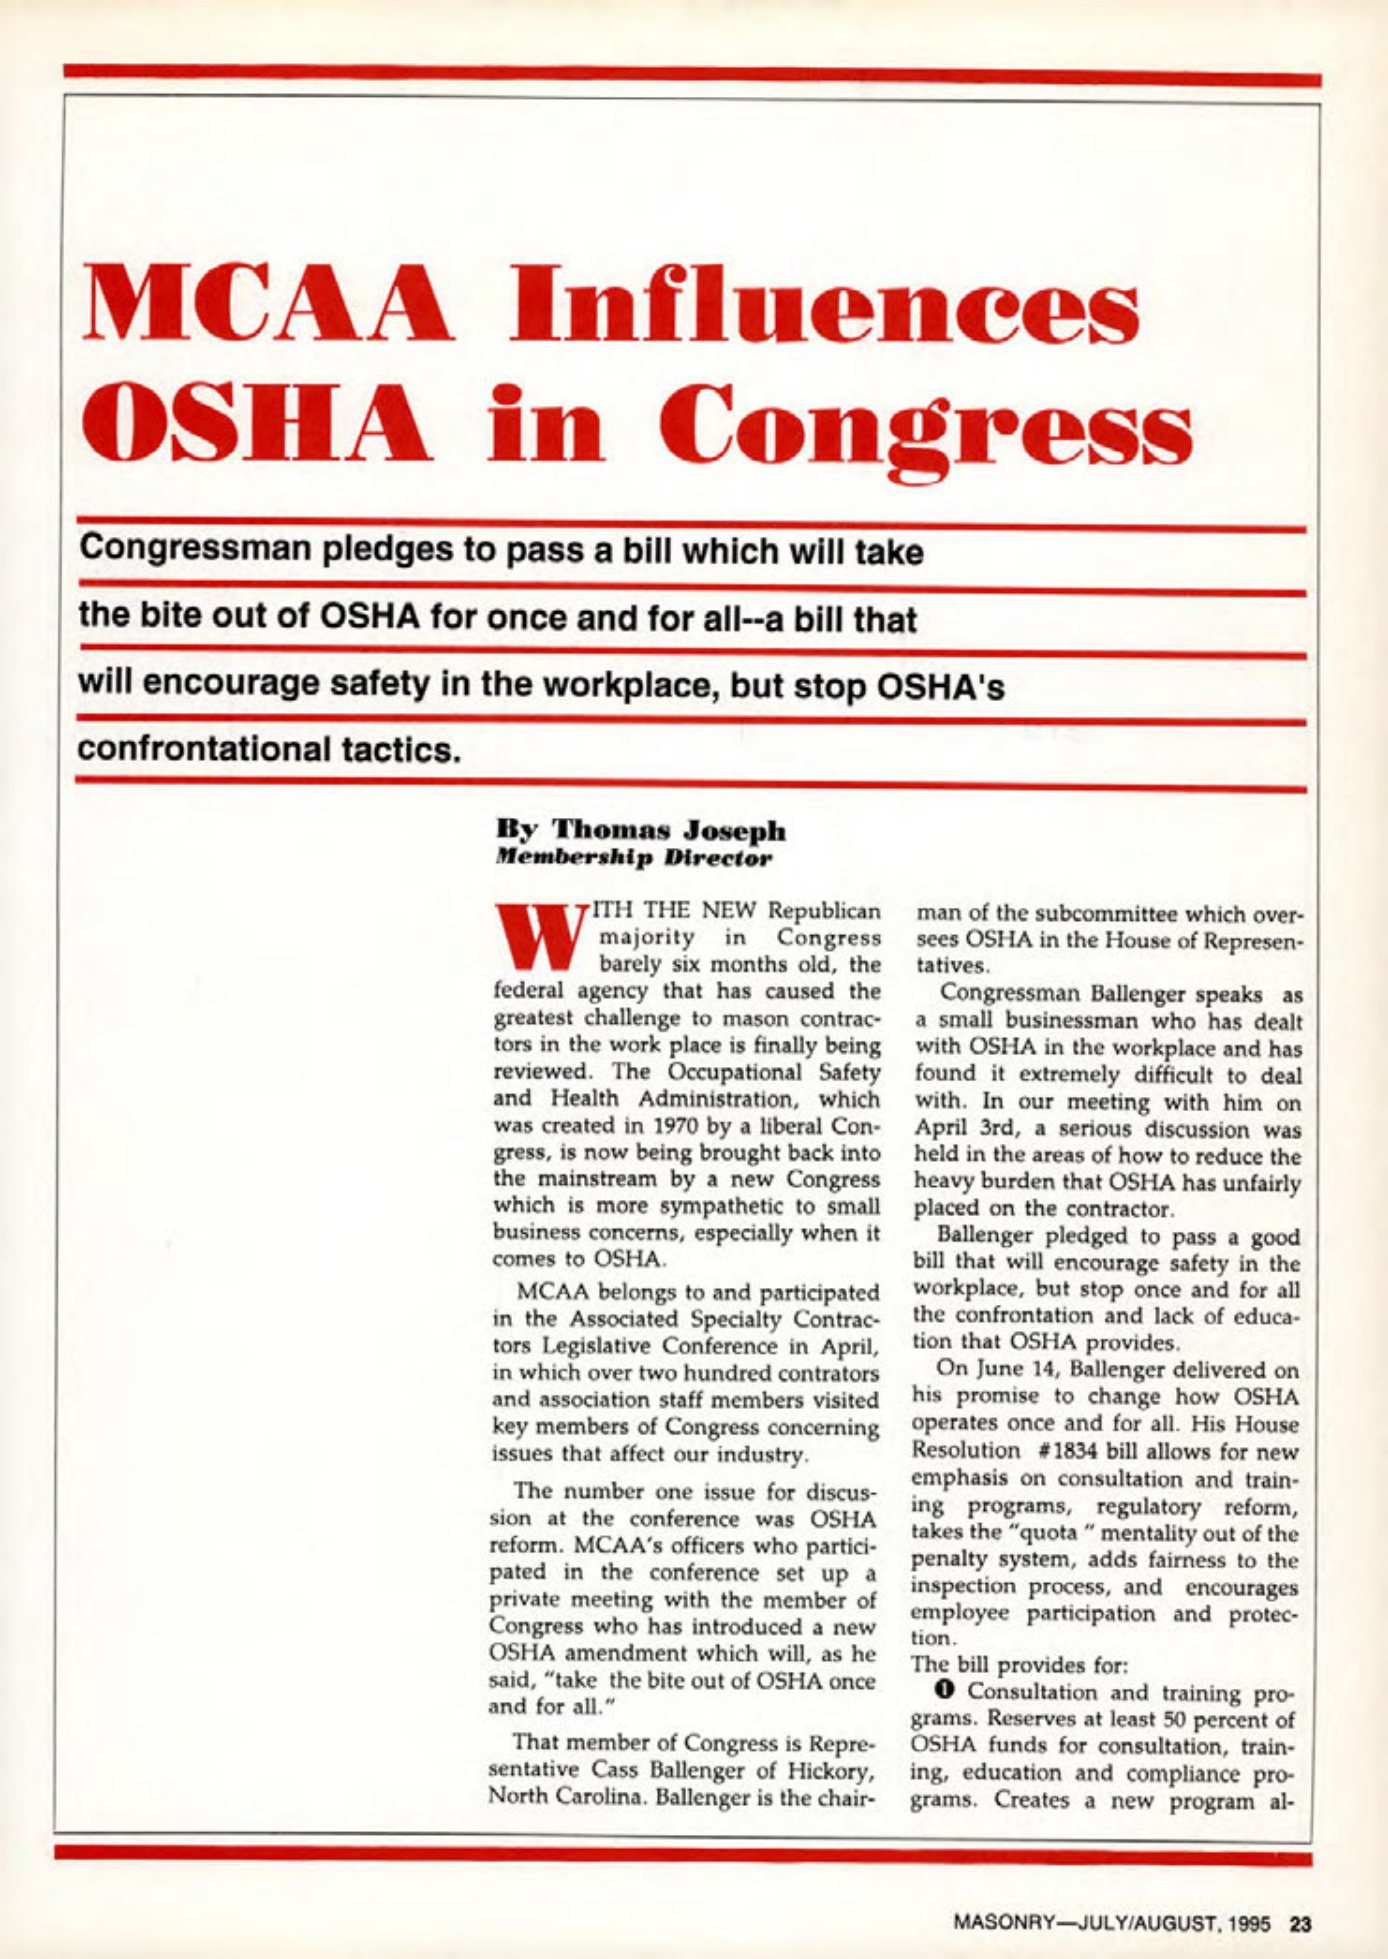 MCAA Influences
OSHA in Congress
Congressman pledges to pass a bill which will take
the bite out of OSHA for once and for all--a bill that
will encourage safety in the workplace, but stop OSHA's
confrontational tactics.
By Thomas Joseph
Membership Director
WITH THE NEW Republican
majority in Congress
barely six months old, the
federal agency that has caused the
greatest challenge to mason contrac-
tors in the work place is finally being
reviewed. The Occupational Safety
and Health Administration, which
was created in 1970 by a liberal Con-
gress, is now being brought back into
the mainstream by a new Congress
which is more sympathetic to small
business concerns, especially when it
comes to OSHA.
MCAA belongs to and participated
in the Associated Specialty Contrac-
tors Legislative Conference in April,
in which over two hundred contrators
and association staff members visited
key members of Congress concerning
issues that affect our industry.
The number one issue for discus-
sion at the conference was OSHA
reform. MCAA's officers who partici-
pated in the conference set up a
private meeting with the member of
Congress who has introduced a new
OSHA amendment which will, as he
said, "take the bite out of OSHA once
and for all."
That member of Congress is Repre-
sentative Cass Ballenger of Hickory,
North Carolina. Ballenger is the chair-
man of the subcommittee which over-
sees OSHA in the House of Represen-
tatives.
Congressman Ballenger speaks as
a small businessman who has dealt
with OSHA in the workplace and has
found it extremely difficult to deal
with. In our meeting with him on
April 3rd, a serious discussion was
held in the areas of how to reduce the
heavy burden that OSHA has unfairly
placed on the contractor.
Ballenger pledged to pass a good
bill that will encourage safety in the
workplace, but stop once and for all
the confrontation and lack of educa-
tion that OSHA provides.
On June 14, Ballenger delivered on
his promise to change how OSHA
operates once and for all. His House
Resolution #1834 bill allows for new
emphasis on consultation and train-
ing programs, regulatory reform,
takes the "quota " mentality out of the
penalty system, adds fairness to the
inspection process, and encourages
employee participation and protec-
tion.
The bill provides for:
❶ Consultation and training pro-
grams. Reserves at least 50 percent of
OSHA funds for consultation, train-
ing, education and compliance pro-
grams. Creates a new program al-
MASONRY—JULY/AUGUST, 1995 23